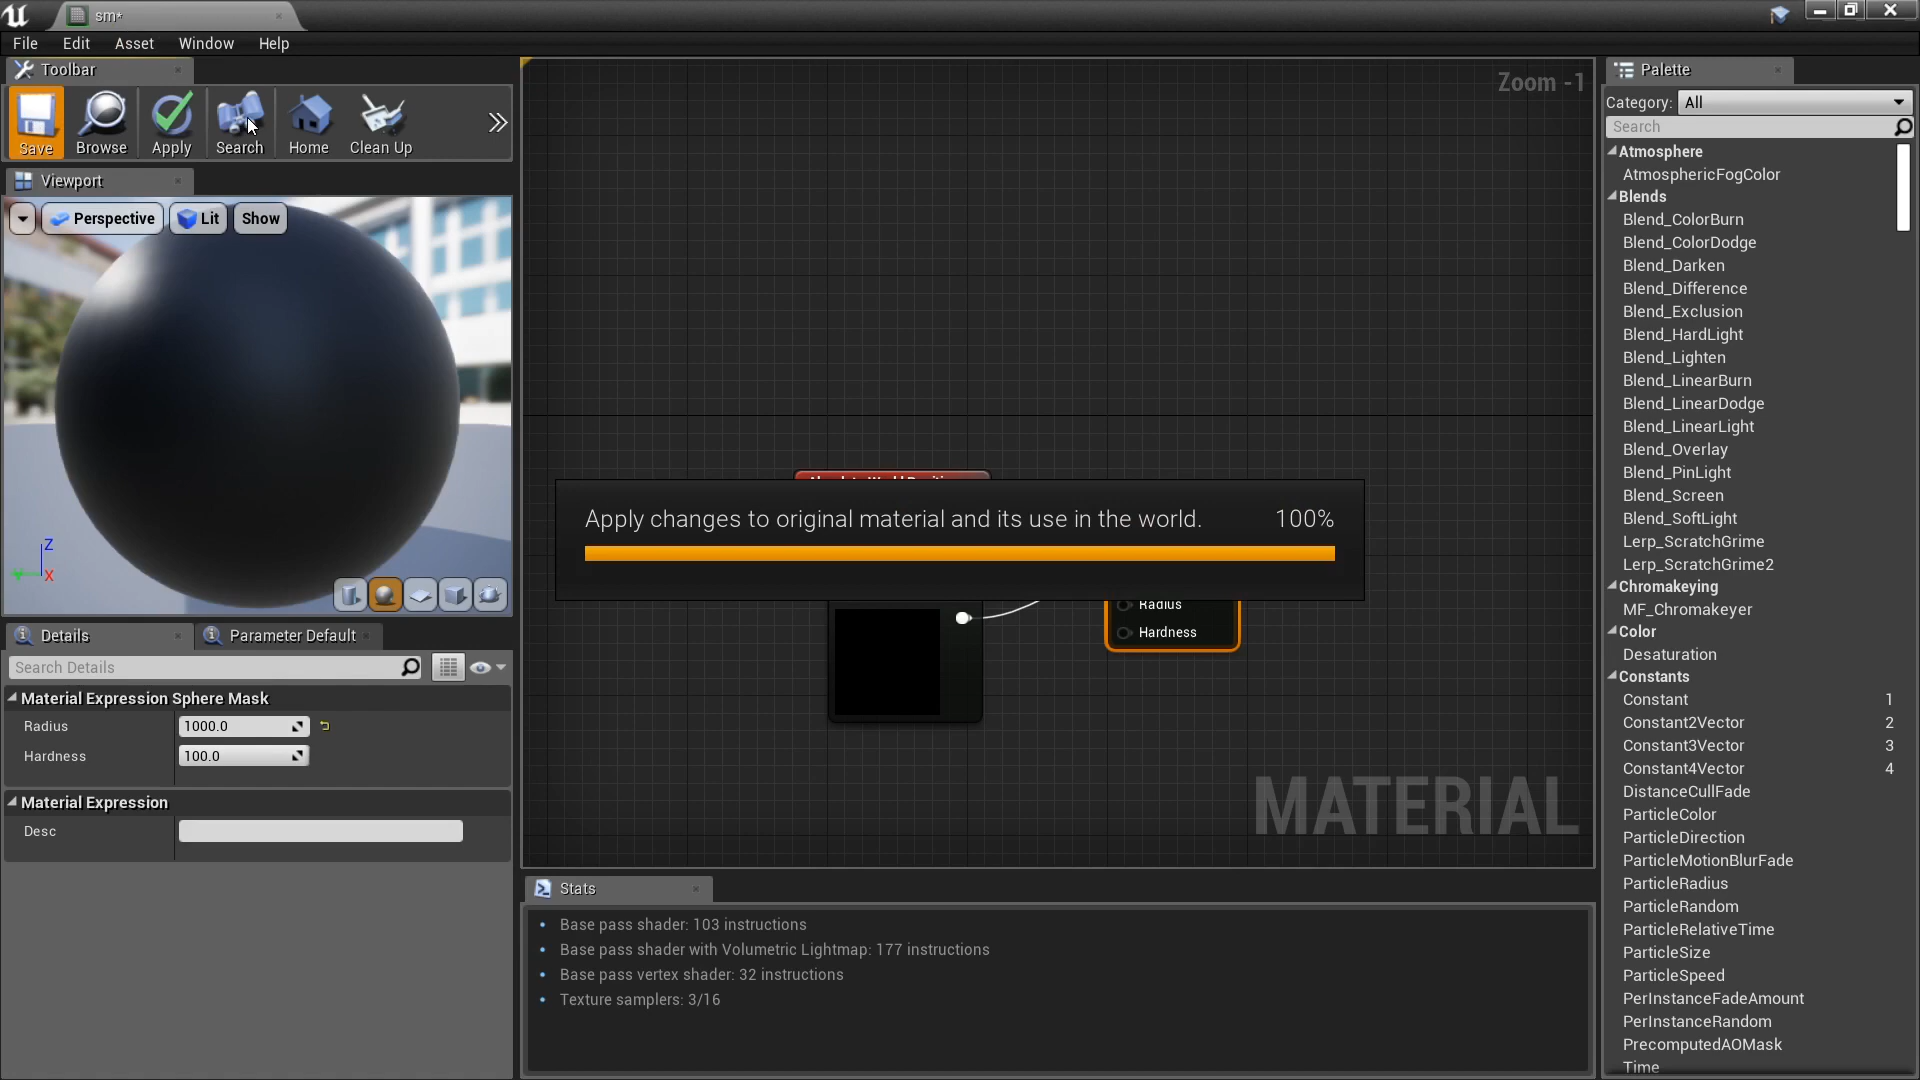 sm*
File Edit Asset Window Help
Toolbar
Save Browse Apply Search Home Clean Up
Viewport
Perspective Lit Show
Z
X
Details Parameter Default
Search Details
Material Expression Sphere Mask
Radius 1000.0
Hardness 100.0
Material Expression
Desc
Zoom -1
Apply changes to original material and its use in the world. 100%
Radius
Hardness
MATERIAL
Stats
Base pass shader: 103 instructions
Base pass shader with Volumetric Lightmap: 177 instructions
Base pass vertex shader: 32 instructions
Texture samplers: 3/16
Palette
Category: All
Search
Atmosphere
AtmosphericFogColor
Blends
Blend_ColorBurn
Blend_ColorDodge
Blend_Darken
Blend_Difference
Blend_Exclusion
Blend_HardLight
Blend_Lighten
Blend_LinearBurn
Blend_LinearDodge
Blend_LinearLight
Blend_Overlay
Blend_PinLight
Blend_Screen
Blend_SoftLight
Lerp_ScratchGrime
Lerp_ScratchGrime2
Chromakeying
MF_Chromakeyer
Color
Desaturation
Constants
Constant 1
Constant2Vector 2
Constant3Vector 3
Constant4Vector 4
DistanceCullFade
ParticleColor
ParticleDirection
ParticleMotionBlurFade
ParticleRadius
ParticleRandom
ParticleRelativeTime
ParticleSize
ParticleSpeed
PerInstanceFadeAmount
PerInstanceRandom
PrecomputedAOMask
Time